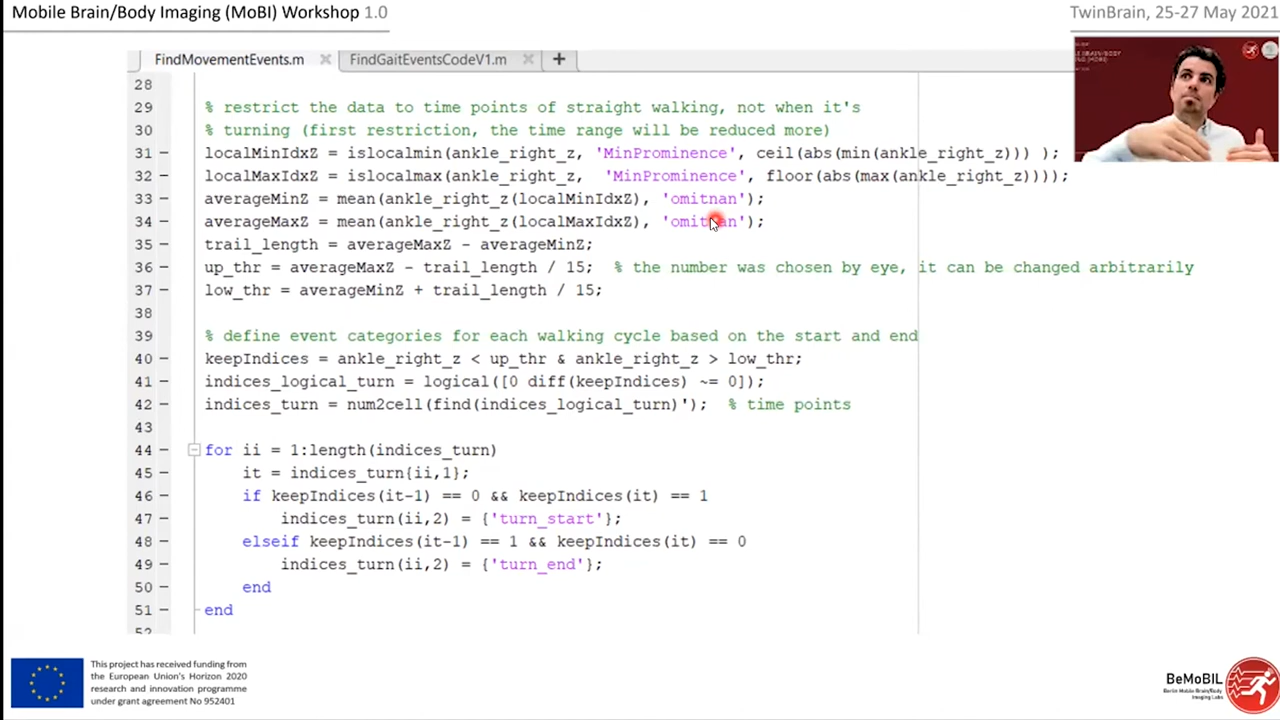 Mobile Brain/Body Imaging (MoBI) Workshop 1.0
TwinBrain, 25-27 May 2021
FindMovementEvents.m × FindGaitEventsCodeV1.m × +
28
29 % restrict the data to time points of straight walking, not when it's
30 % turning (first restriction, the time range will be reduced more)
31 – localMinIdxZ = islocalmin(ankle_right_z, 'MinProminence', ceil(abs(min(ankle_right_z))) );
32 – localMaxIdxZ = islocalmax(ankle_right_z, 'MinProminence', floor(abs(max(ankle_right_z))));
33 – averageMinZ = mean(ankle_right_z(localMinIdxZ), 'omitnan');
34 – averageMaxZ = mean(ankle_right_z(localMaxIdxZ), 'omitnan');
35 – trail_length = averageMaxZ - averageMinZ;
36 – up_thr = averageMaxZ - trail_length / 15; % the number was chosen by eye, it can be changed arbitrarily
37 – low_thr = averageMinZ + trail_length / 15;
38
39 % define event categories for each walking cycle based on the start and end
40 – keepIndices = ankle_right_z < up_thr & ankle_right_z > low_thr;
41 – indices_logical_turn = logical([0 diff(keepIndices) ~= 0]);
42 – indices_turn = num2cell(find(indices_logical_turn)'); % time points
43
44 – for ii = 1:length(indices_turn)
45 – it = indices_turn{ii,1};
46 – if keepIndices(it-1) == 0 && keepIndices(it) == 1
47 – indices_turn(ii,2) = {'turn_start'};
48 – elseif keepIndices(it-1) == 1 && keepIndices(it) == 0
49 – indices_turn(ii,2) = {'turn_end'};
50 – end
51 – end
52
This project has received funding from
the European Union's Horizon 2020
research and innovation programme
under grant agreement No 952401
BeMoBIL
Berlin Mobile Brain/Body
Imaging Labs